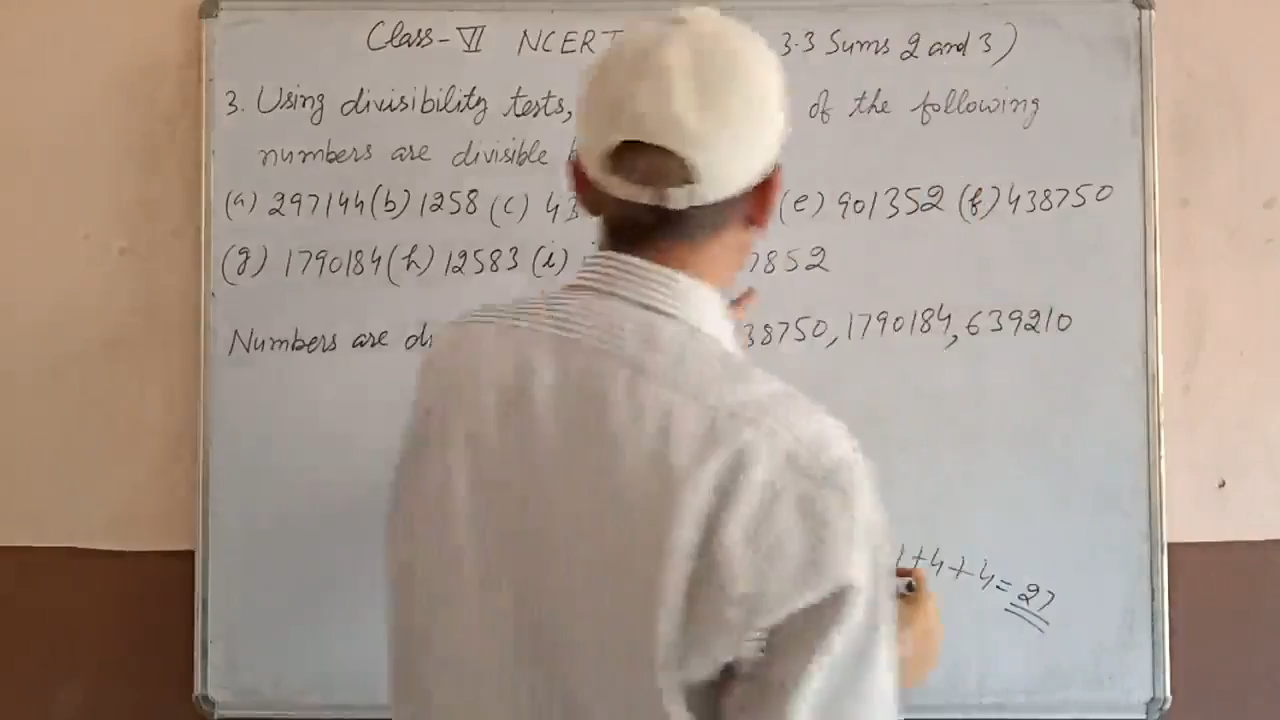 Class-VI NCERT 3.3 Sums 2 and 3)
3. Using divisibility tests, of the following
numbers are divisible
(a) 297144 (b) 1258 (c) 43 (e) 901352 (f) 438750
(g) 1790184 (h) 12583 (i) 7852
Numbers are 38750, 1790184, 639210
1+4+4=27